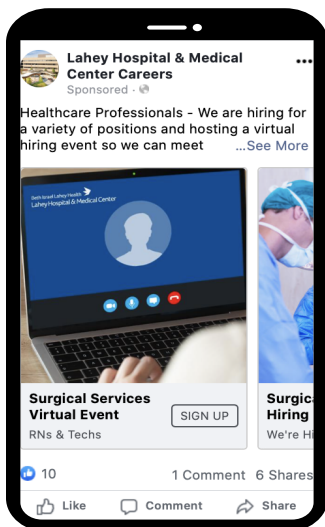 Lahey Hospital & Medical
Center Careers
Sponsored ·
Healthcare Professionals - We are hiring for
a variety of positions and hosting a virtual
hiring event so we can meet ...See More
Beth Israel Lahey Health
Lahey Hospital & Medical Center
Surgical Services
Virtual Event
RNs & Techs
SIGN UP
Surgic
Hiring
We're Hi
10
1 Comment 6 Shares
Like
Comment
Share